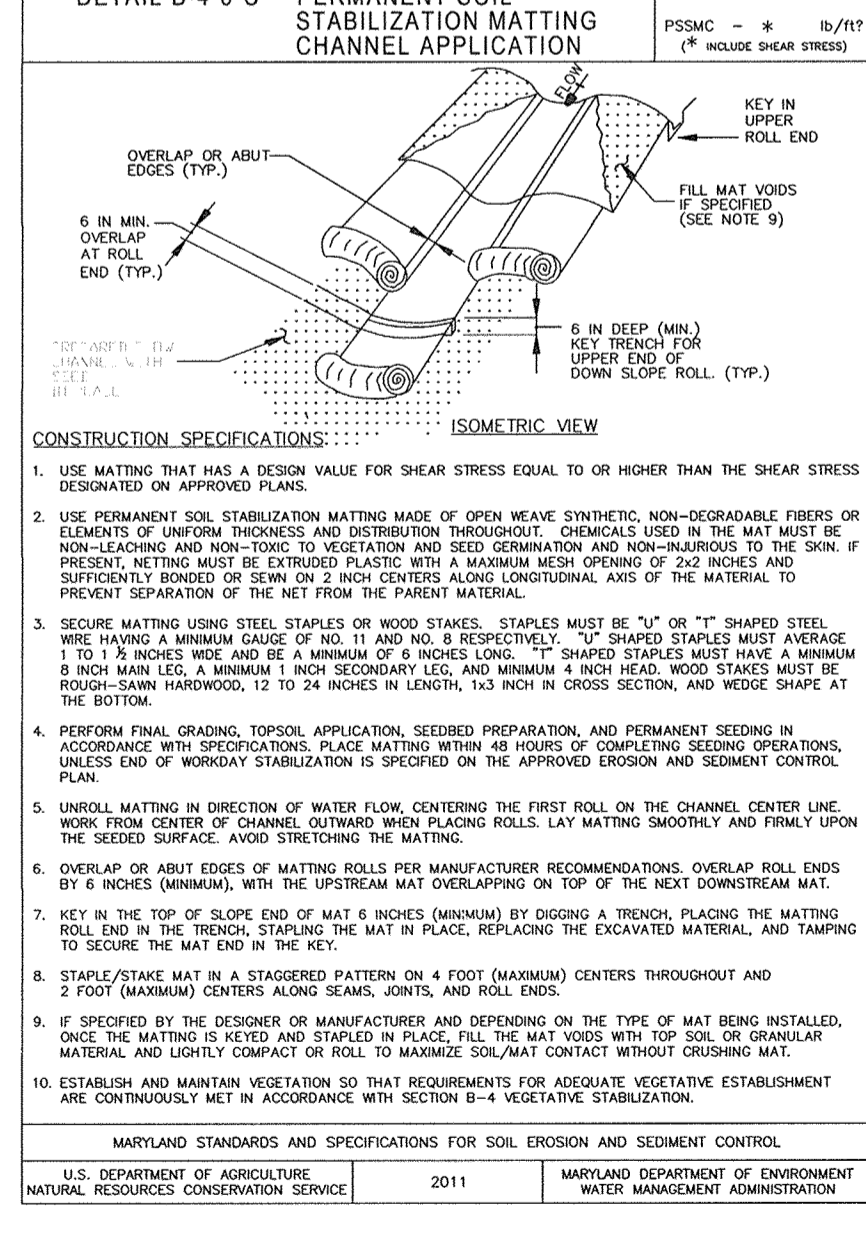 PERMANENT SOIL
STABILIZATION MATTING
CHANNEL APPLICATION
PSSMC - * lb/ft²
(* INCLUDE SHEAR STRESS)
FLOW
KEY IN
UPPER
ROLL END
OVERLAP OR ABUT
EDGES (TYP.)
FILL MAT VOIDS
IF SPECIFIED
(SEE NOTE 9)
6 IN MIN.
OVERLAP
AT ROLL
END (TYP.)
6 IN DEEP (MIN.)
KEY TRENCH FOR
UPPER END OF
DOWN SLOPE ROLL. (TYP.)
ISOMETRIC VIEW
CONSTRUCTION SPECIFICATIONS:
1. USE MATTING THAT HAS A DESIGN VALUE FOR SHEAR STRESS EQUAL TO OR HIGHER THAN THE SHEAR STRESS
DESIGNATED ON APPROVED PLANS.
2. USE PERMANENT SOIL STABILIZATION MATTING MADE OF OPEN WEAVE SYNTHETIC, NON-DEGRADABLE FIBERS OR
ELEMENTS OF UNIFORM THICKNESS AND DISTRIBUTION THROUGHOUT. CHEMICALS USED IN THE MAT MUST BE
NON-LEACHING AND NON-TOXIC TO VEGETATION AND SEED GERMINATION AND NON-INJURIOUS TO THE SKIN. IF
PRESENT, NETTING MUST BE EXTRUDED PLASTIC WITH A MAXIMUM MESH OPENING OF 2x2 INCHES AND
SUFFICIENTLY BONDED OR SEWN ON 2 INCH CENTERS ALONG LONGITUDINAL AXIS OF THE MATERIAL TO
PREVENT SEPARATION OF THE NET FROM THE PARENT MATERIAL.
3. SECURE MATTING USING STEEL STAPLES OR WOOD STAKES. STAPLES MUST BE "U" OR "T" SHAPED STEEL
WIRE HAVING A MINIMUM GAUGE OF NO. 11 AND NO. 8 RESPECTIVELY. "U" SHAPED STAPLES MUST AVERAGE
1 TO 1 ½ INCHES WIDE AND BE A MINIMUM OF 6 INCHES LONG. "T" SHAPED STAPLES MUST HAVE A MINIMUM
8 INCH MAIN LEG, A MINIMUM 1 INCH SECONDARY LEG, AND MINIMUM 4 INCH HEAD. WOOD STAKES MUST BE
ROUGH-SAWN HARDWOOD, 12 TO 24 INCHES IN LENGTH, 1x3 INCH IN CROSS SECTION, AND WEDGE SHAPE AT
THE BOTTOM.
4. PERFORM FINAL GRADING, TOPSOIL APPLICATION, SEEDBED PREPARATION, AND PERMANENT SEEDING IN
ACCORDANCE WITH SPECIFICATIONS. PLACE MATTING WITHIN 48 HOURS OF COMPLETING SEEDING OPERATIONS,
UNLESS END OF WORKDAY STABILIZATION IS SPECIFIED ON THE APPROVED EROSION AND SEDIMENT CONTROL
PLAN.
5. UNROLL MATTING IN DIRECTION OF WATER FLOW, CENTERING THE FIRST ROLL ON THE CHANNEL CENTER LINE.
WORK FROM CENTER OF CHANNEL OUTWARD WHEN PLACING ROLLS. LAY MATTING SMOOTHLY AND FIRMLY UPON
THE SEEDED SURFACE. AVOID STRETCHING THE MATTING.
6. OVERLAP OR ABUT EDGES OF MATTING ROLLS PER MANUFACTURER RECOMMENDATIONS. OVERLAP ROLL ENDS
BY 6 INCHES (MINIMUM), WITH THE UPSTREAM MAT OVERLAPPING ON TOP OF THE NEXT DOWNSTREAM MAT.
7. KEY IN THE TOP OF SLOPE END OF MAT 6 INCHES (MINIMUM) BY DIGGING A TRENCH, PLACING THE MATTING
ROLL END IN THE TRENCH, STAPLING THE MAT IN PLACE, REPLACING THE EXCAVATED MATERIAL, AND TAMPING
TO SECURE THE MAT END IN THE KEY.
8. STAPLE/STAKE MAT IN A STAGGERED PATTERN ON 4 FOOT (MAXIMUM) CENTERS THROUGHOUT AND
2 FOOT (MAXIMUM) CENTERS ALONG SEAMS, JOINTS, AND ROLL ENDS.
9. IF SPECIFIED BY THE DESIGNER OR MANUFACTURER AND DEPENDING ON THE TYPE OF MAT BEING INSTALLED,
ONCE THE MATTING IS KEYED AND STAPLED IN PLACE, FILL THE MAT VOIDS WITH TOP SOIL OR GRANULAR
MATERIAL AND LIGHTLY COMPACT OR ROLL TO MAXIMIZE SOIL/MAT CONTACT WITHOUT CRUSHING MAT.
10. ESTABLISH AND MAINTAIN VEGETATION SO THAT REQUIREMENTS FOR ADEQUATE VEGETATIVE ESTABLISHMENT
ARE CONTINUOUSLY MET IN ACCORDANCE WITH SECTION B-4 VEGETATIVE STABILIZATION.
MARYLAND STANDARDS AND SPECIFICATIONS FOR SOIL EROSION AND SEDIMENT CONTROL
U.S. DEPARTMENT OF AGRICULTURE
NATURAL RESOURCES CONSERVATION SERVICE
2011
MARYLAND DEPARTMENT OF ENVIRONMENT
WATER MANAGEMENT ADMINISTRATION